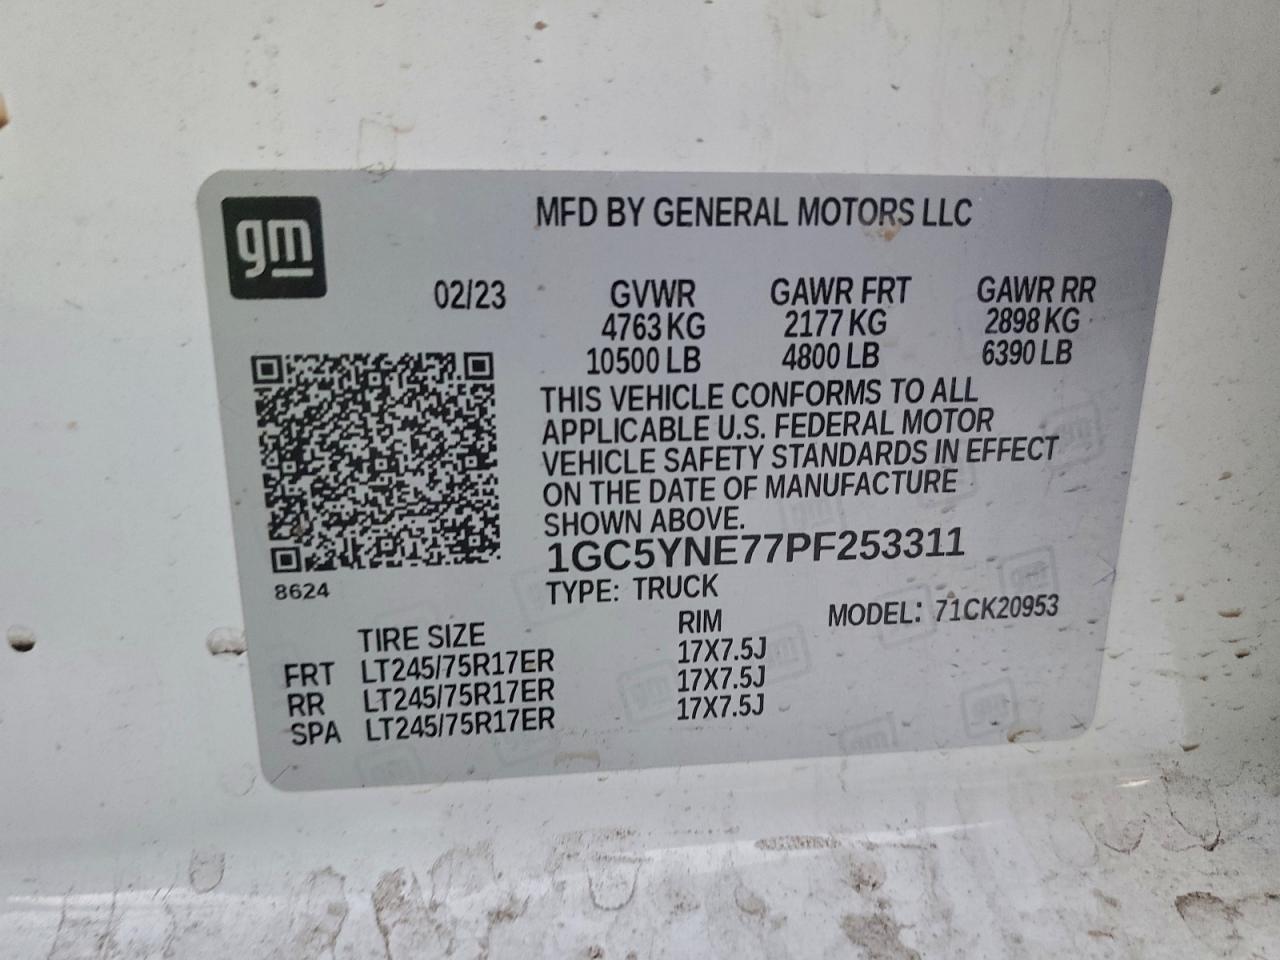 gm
MFD BY GENERAL MOTORS LLC
02/23 GVWR GAWR FRT GAWR RR
4763 KG 2177 KG 2898 KG
10500 LB 4800 LB 6390 LB
THIS VEHICLE CONFORMS TO ALL
APPLICABLE U.S. FEDERAL MOTOR
VEHICLE SAFETY STANDARDS IN EFFECT
ON THE DATE OF MANUFACTURE
SHOWN ABOVE.
1GC5YNE77PF253311
8624
TYPE: TRUCK
MODEL: 71CK20953
TIRE SIZE RIM
FRT LT245/75R17ER 17X7.5J
RR LT245/75R17ER 17X7.5J
SPA LT245/75R17ER 17X7.5J